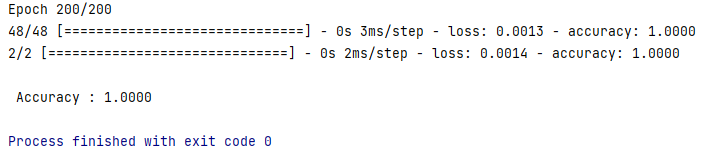 Epoch 200/200
48/48 [==============================] - 0s 3ms/step - loss: 0.0013 - accuracy: 1.0000
2/2 [==============================] - 0s 2ms/step - loss: 0.0014 - accuracy: 1.0000
Accuracy : 1.0000
Process finished with exit code 0